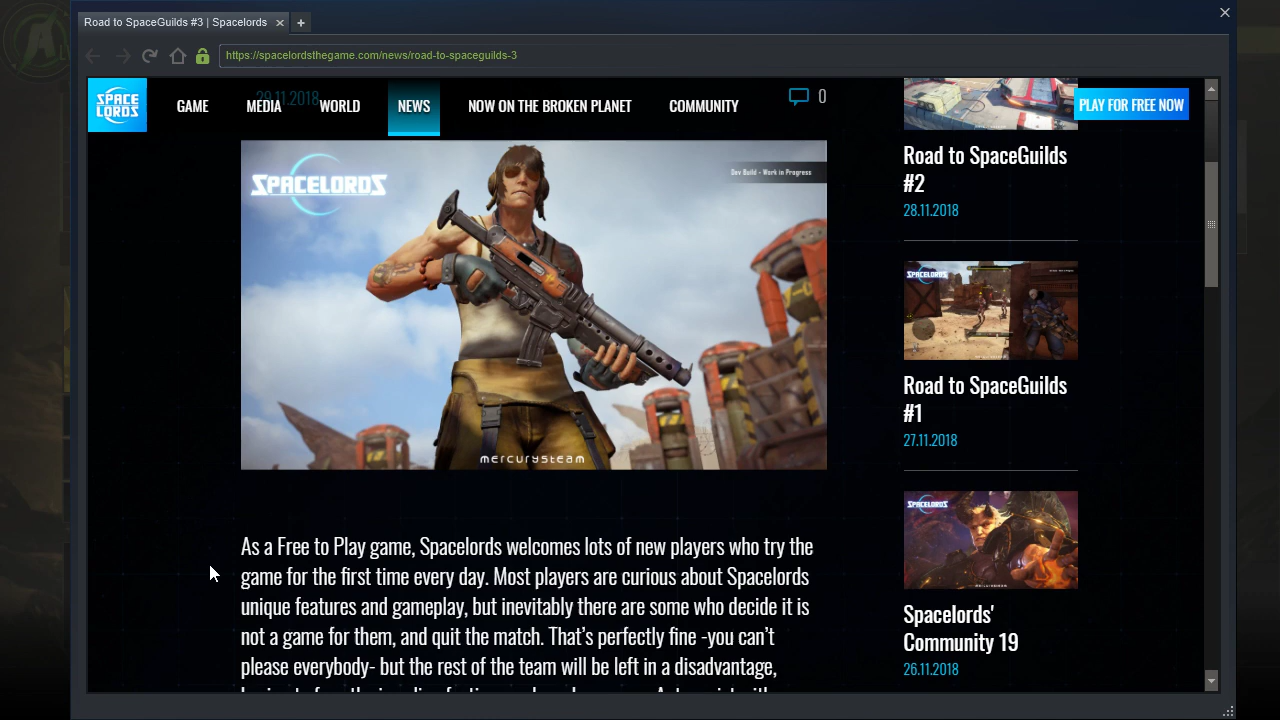 Road to SpaceGuilds #3 | Spacelords
https://spacelordsthegame.com/news/road-to-spaceguilds-3
SPACE
LORDS
GAME
MEDIA
WORLD
NEWS
NOW ON THE BROKEN PLANET
COMMUNITY
29.11.2018
0
PLAY FOR FREE NOW
SPACELORDS
Dev Build - Work in Progress
mercurysteam
As a Free to Play game, Spacelords welcomes lots of new players who try the
game for the first time every day. Most players are curious about Spacelords
unique features and gameplay, but inevitably there are some who decide it is
not a game for them, and quit the match. That’s perfectly fine -you can’t
please everybody- but the rest of the team will be left in a disadvantage,
Road to SpaceGuilds
#2
28.11.2018
SPACELORDS
Road to SpaceGuilds
#1
27.11.2018
SPACELORDS
Spacelords'
Community 19
26.11.2018